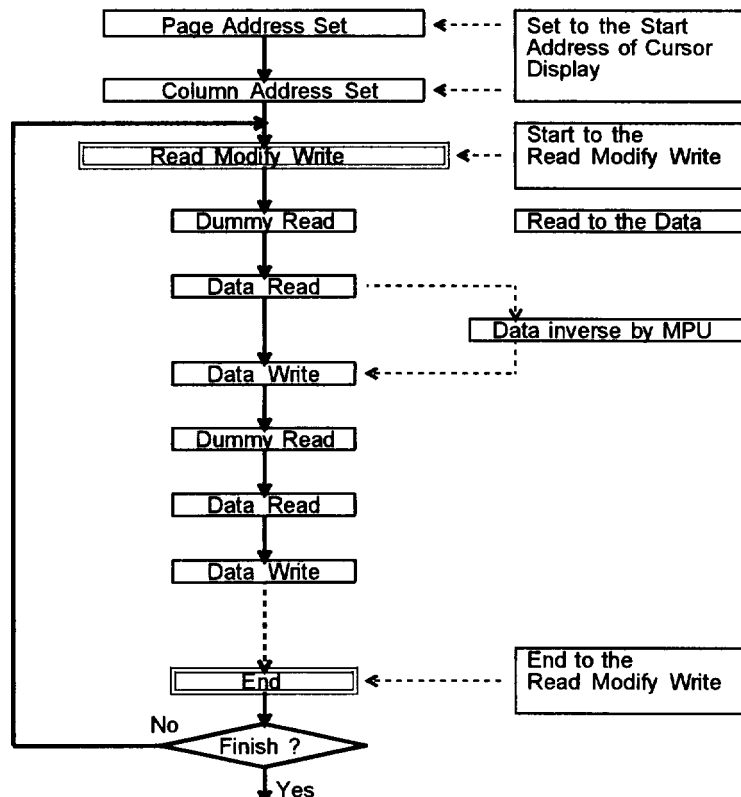 Page Address Set
Set to the Start
Address of Cursor
Display
Column Address Set
Start to the
Read Modify Write
Read Modify Write
Dummy Read
Read to the Data
Data Read
Data inverse by MPU
Data Write
Dummy Read
Data Read
Data Write
End to the
Read Modify Write
End
No
Finish ?
Yes